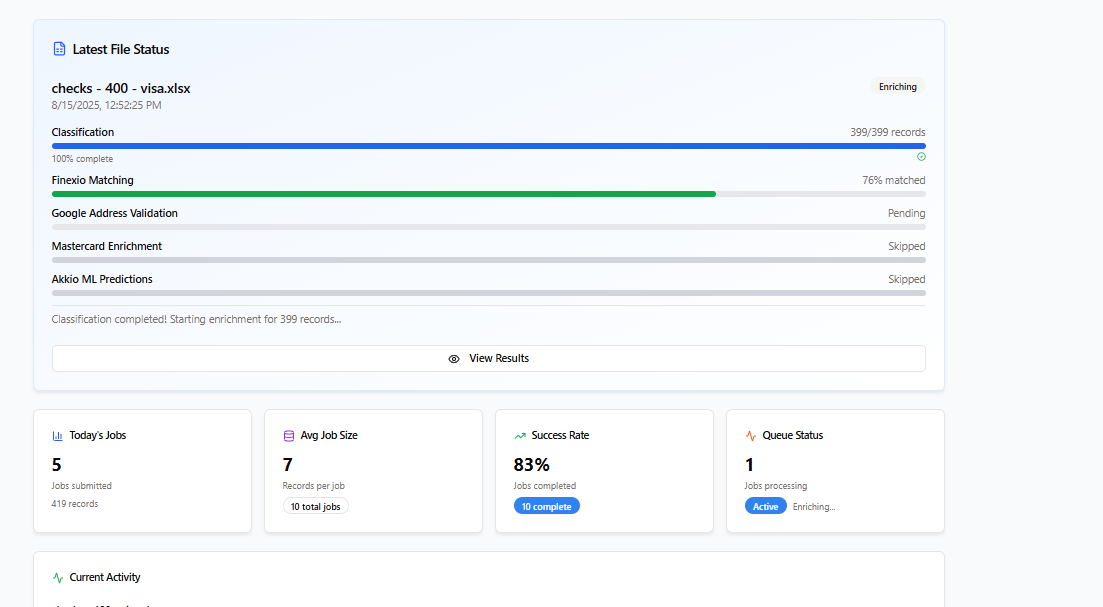 Latest File Status
checks - 400 - visa.xlsx
Enriching
8/15/2025, 12:52:25 PM
Classification
399/399 records
100% complete
Finexio Matching
76% matched
Google Address Validation
Pending
Mastercard Enrichment
Skipped
Akkio ML Predictions
Skipped
Classification completed! Starting enrichment for 399 records...
View Results
Today's Jobs
5
Jobs submitted
419 records
Avg Job Size
7
Records per job
10 total jobs
Success Rate
83%
Jobs completed
10 complete
Queue Status
1
Jobs processing
Active
Enriching...
Current Activity